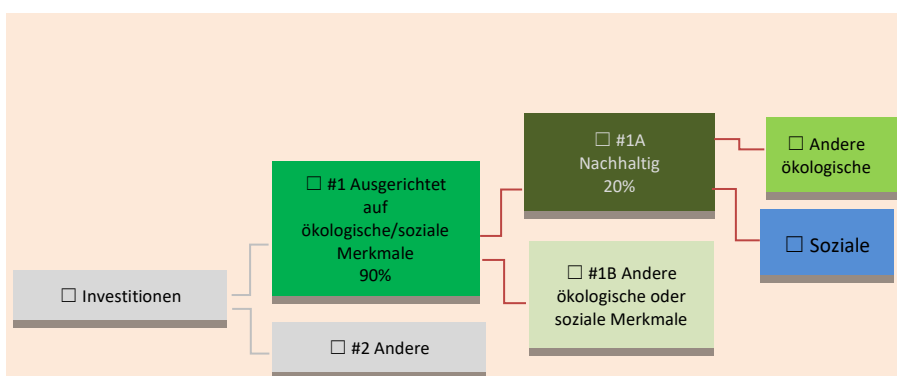 ☐ Investitionen
☐ #1 Ausgerichtet
auf
ökologische/soziale
Merkmale
90%
☐ #2 Andere
☐ #1A
Nachhaltig
20%
☐ #1B Andere
ökologische oder
soziale Merkmale
☐ Andere
ökologische
☐ Soziale